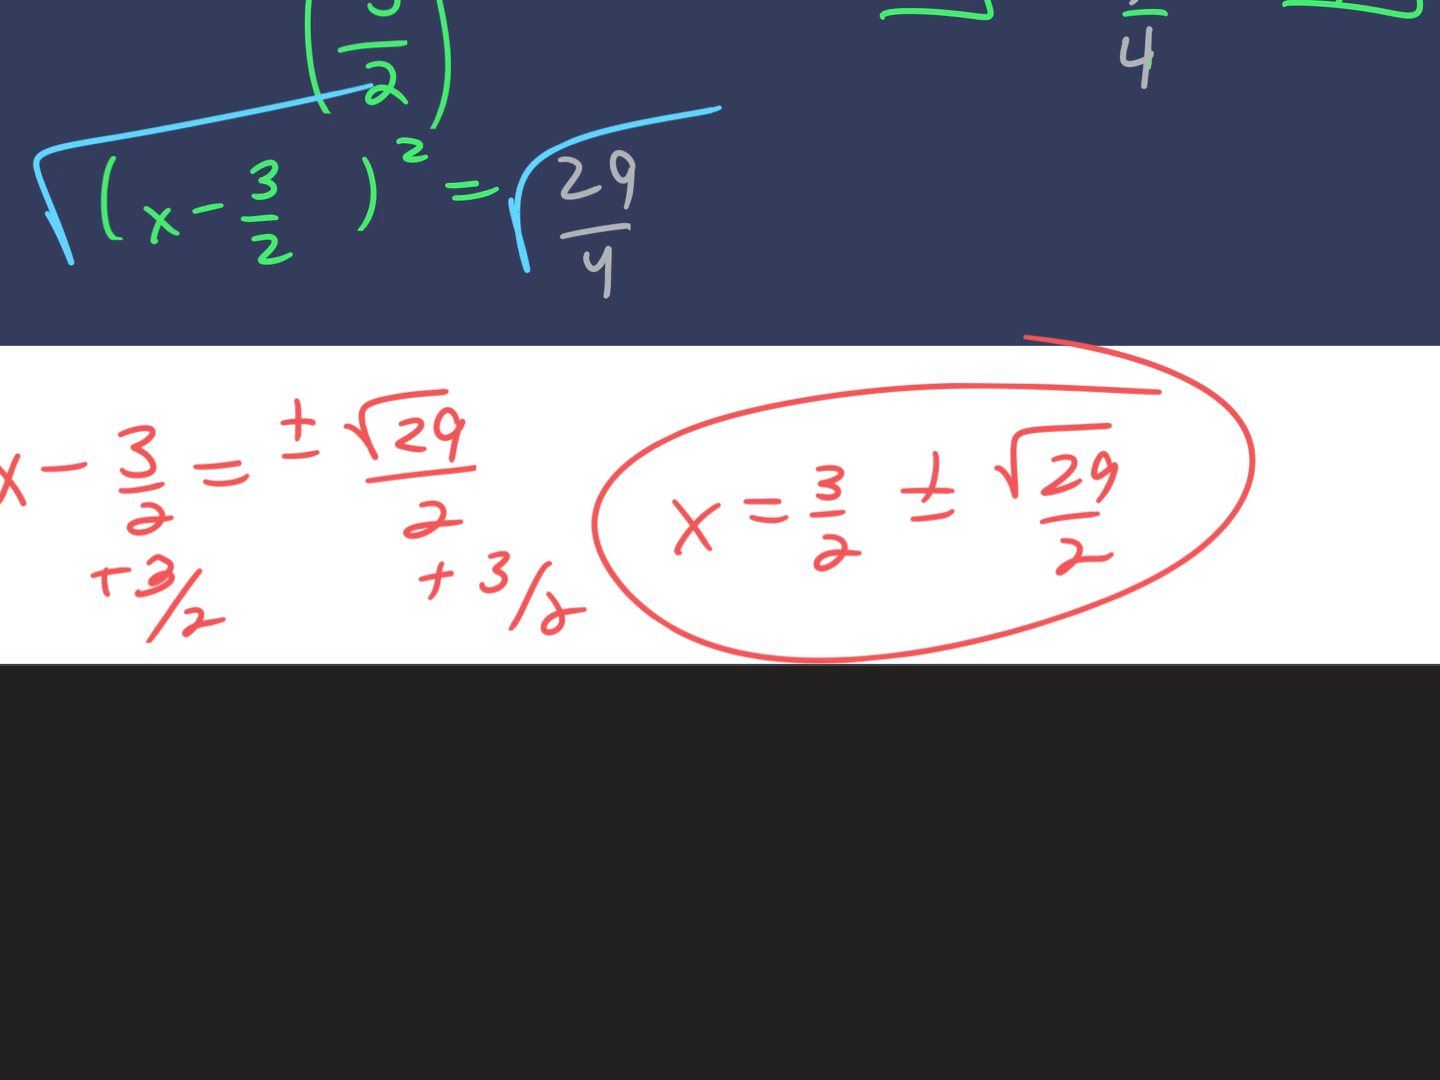 2
4
√(x - 3/2)² = √29/4
x - 3/2 = ± √29/2
+3/2 +3/2
x = 3/2 ± √29/2